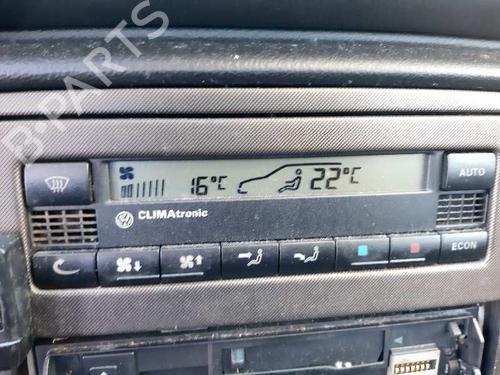 B-PARTS
16°C 22°C
AUTO
CLIMAtronic
ECON